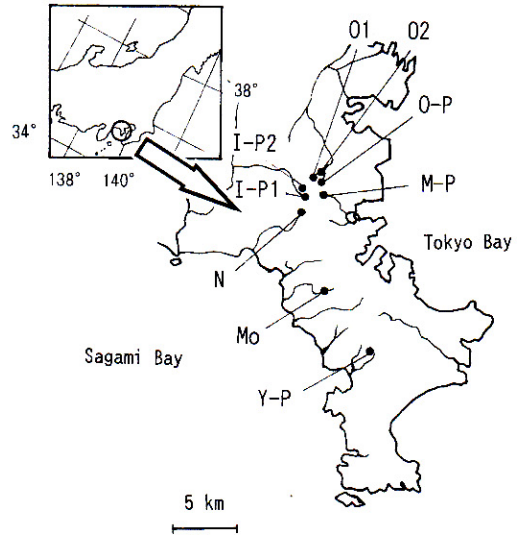 O1 O2
38°
O-P
34°
I-P2
138° 140°
I-P1
M-P
Tokyo Bay
N
Mo
Sagami Bay
Y-P
5 km